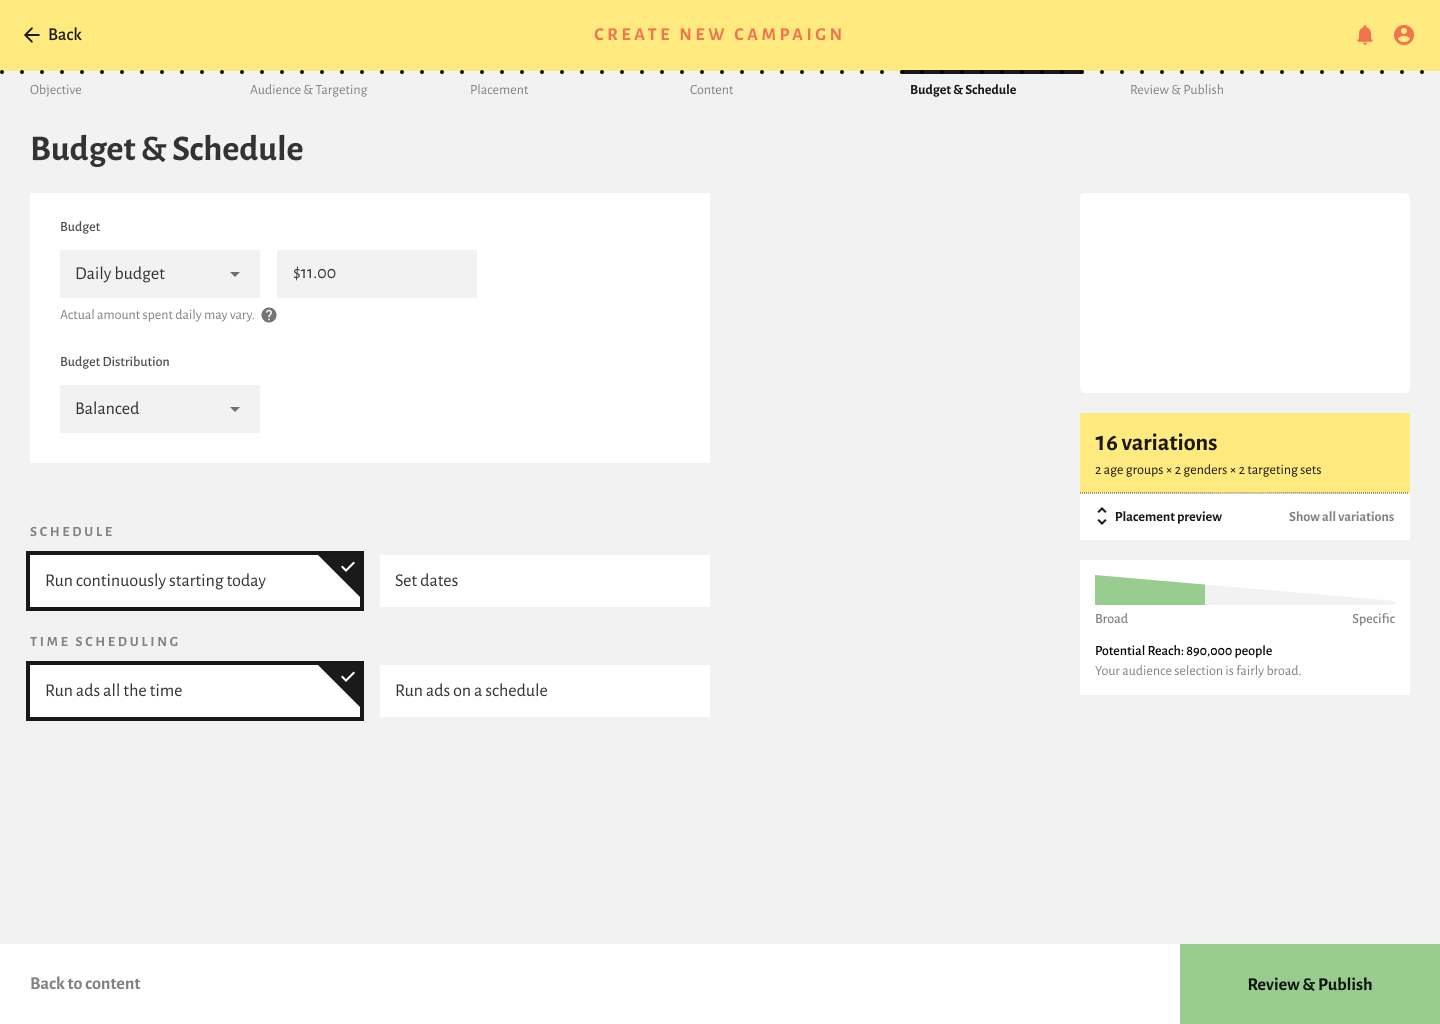 Back
CREATE NEW CAMPAIGN
Objective
Audience & Targeting
Placement
Content
Budget & Schedule
Review & Publish
Budget & Schedule
Budget
Daily budget
$11.00
Actual amount spent daily may vary.
Budget Distribution
Balanced
SCHEDULE
Run continuously starting today
Set dates
TIME SCHEDULING
Run ads all the time
Run ads on a schedule
16 variations
2 age groups × 2 genders × 2 targeting sets
Placement preview
Show all variations
Broad
Specific
Potential Reach: 890,000 people
Your audience selection is fairly broad.
Back to content
Review & Publish